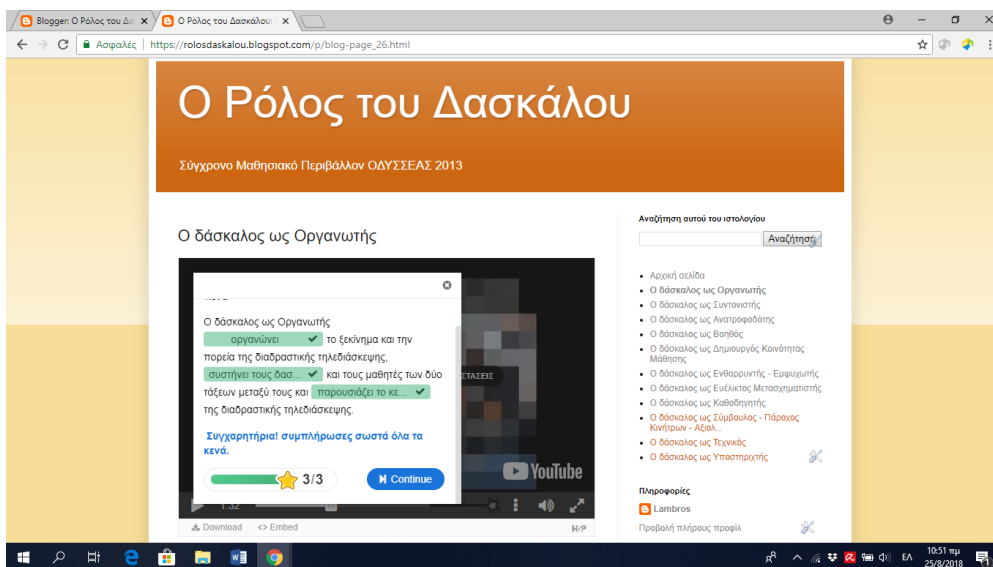 Blogger: Ο Ρόλος του Δα
Ο Ρόλος του Δασκάλου:
Ασφαλές
https://rolosdaskalou.blogspot.com/p/blog-page_26.html
Ο Ρόλος του Δασκάλου
Σύγχρονο Μαθησιακό Περιβάλλον ΟΔΥΣΣΕΑΣ 2013
Ο δάσκαλος ως Οργανωτής
Ο δάσκαλος ως Οργανωτής
οργανώνει το ξεκίνημα και την
πορεία της διαδραστικής τηλεδιάσκεψης,
συστήνει τους δασ... και τους μαθητές των δύο
τάξεων μεταξύ τους και παρουσιάζει το κε...
της διαδραστικής τηλεδιάσκεψης.
Συγχαρητήρια! συμπλήρωσες σωστά όλα τα
κενά.
3/3
Continue
ΣΤΑΣΕΙΣ
YouTube
1:32
Download
<> Embed
H-P
Αναζήτηση αυτού του ιστολογίου
Αναζήτηση
Αρχική σελίδα
Ο δάσκαλος ως Οργανωτής
Ο δάσκαλος ως Συντονιστής
Ο δάσκαλος ως Ανατροφοδότης
Ο δάσκαλος ως Βοηθός
Ο δάσκαλος ως Δημιουργός Κοινότητας
Μάθησης
Ο δάσκαλος ως Ενθαρρυντής - Εμψυχωτής
Ο δάσκαλος ως Ευέλικτος Μετασχηματιστής
Ο δάσκαλος ως Καθοδηγητής
Ο δάσκαλος ως Σύμβουλος - Πάροχος
Κινήτρων - Αξιολ...
Ο δάσκαλος ως Τεχνικός
Ο δάσκαλος ως Υποστηριχτής
Πληροφορίες
Lambros
Προβολή πλήρους προφίλ
ΕΛ
10:51 πμ
25/8/2018